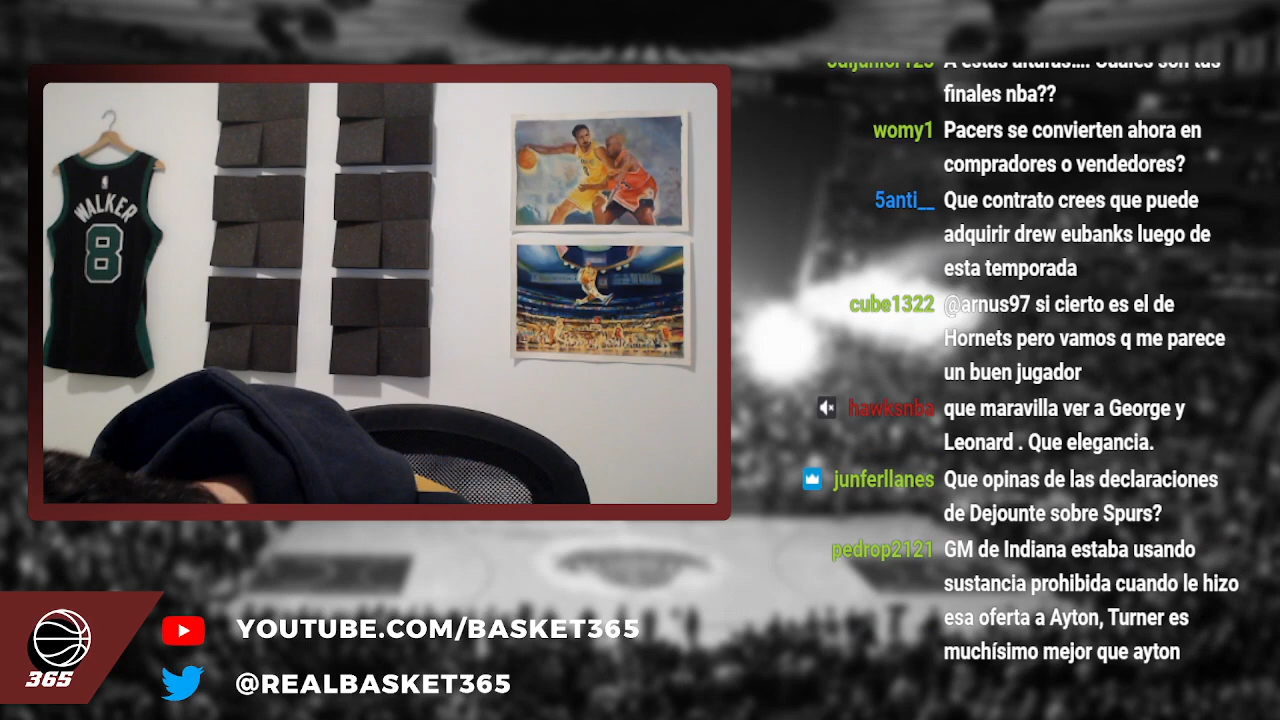 finales nba??
womy1 Pacers se convierten ahora en
compradores o vendedores?
5anti__ Que contrato crees que puede
adquirir drew eubanks luego de
esta temporada
cube1322 @arnus97 si cierto es el de
Hornets pero vamos q me parece
un buen jugador
hawksnba que maravilla ver a George y
Leonard . Que elegancia.
junferllanes Que opinas de las declaraciones
de Dejounte sobre Spurs?
pedrop2121 GM de Indiana estaba usando
sustancia prohibida cuando le hizo
esa oferta a Ayton, Turner es
muchísimo mejor que ayton
WALKER
8
365
YOUTUBE.COM/BASKET365
@REALBASKET365